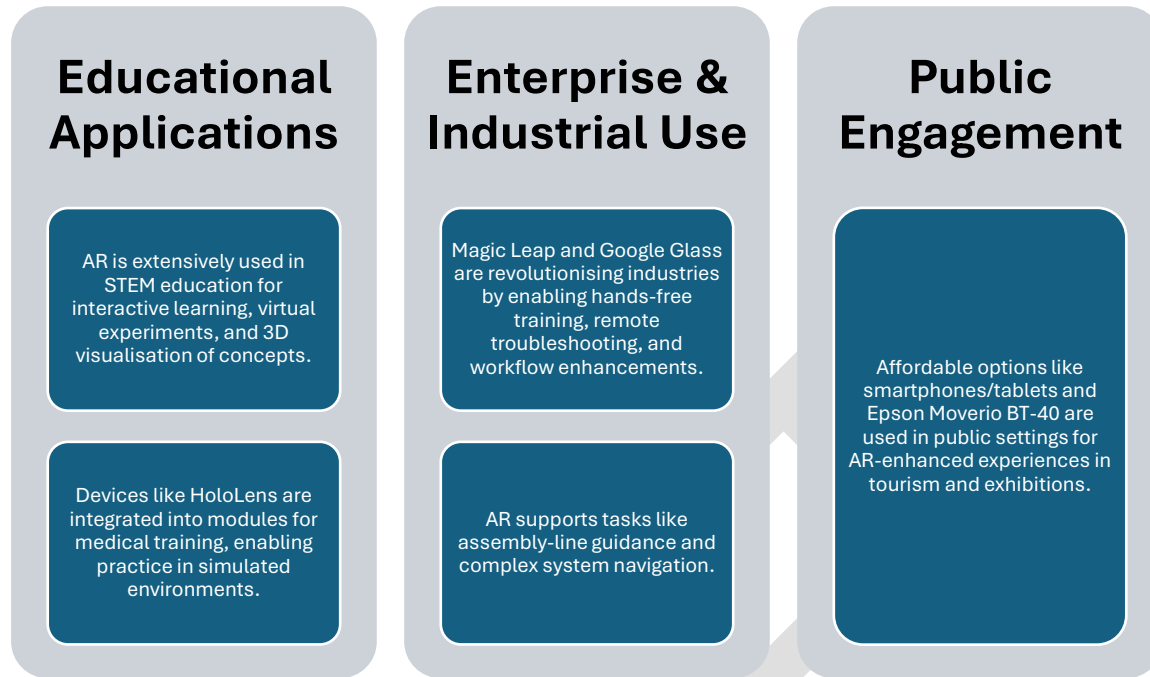 Educational
Applications
AR is extensively used in
STEM education for
interactive learning, virtual
experiments, and 3D
visualisation of concepts.
Devices like HoloLens are
integrated into modules for
medical training, enabling
practice in simulated
environments.
Enterprise &
Industrial Use
Magic Leap and Google Glass
are revolutionising industries
by enabling hands-free
training, remote
troubleshooting, and
workflow enhancements.
AR supports tasks like
assembly-line guidance and
complex system navigation.
Public
Engagement
Affordable options like
smartphones/tablets and
Epson Moverio BT-40 are
used in public settings for
AR-enhanced experiences in
tourism and exhibitions.